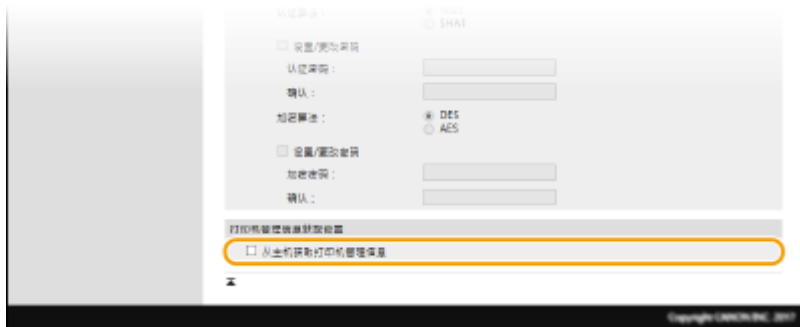 SHA1
设置/更改密码
认证密码：
确认：
加密算法：
DES
AES
设置/更改密码
加密密码：
确认：
打印机管理信息获取设置
从主机获取打印机管理信息
Copyright CANON INC. 2017